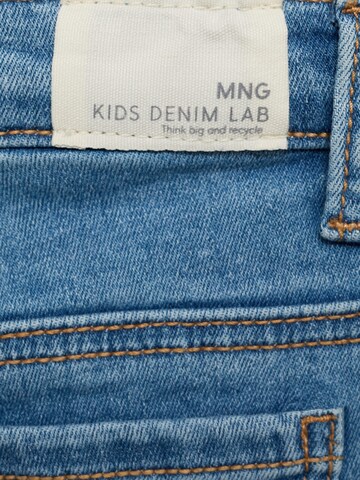 MNG
KIDS DENIM LAB
Think big and recycle